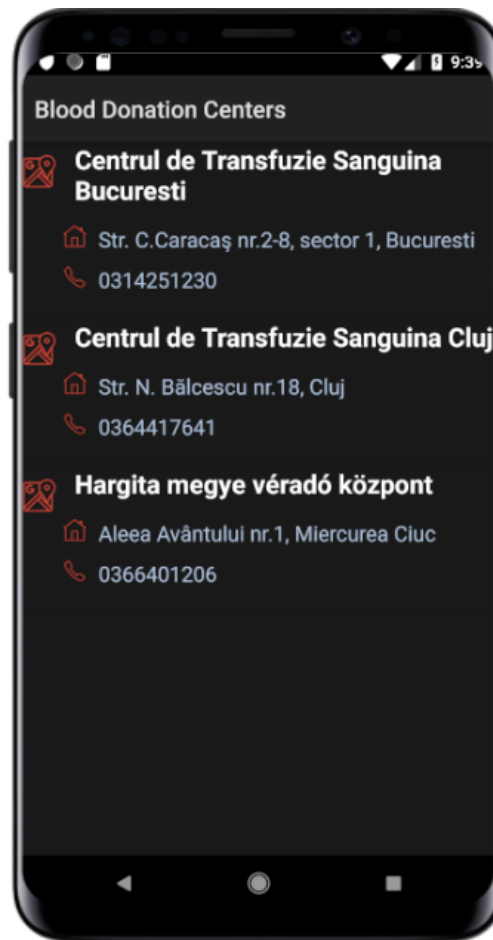 9:39
Blood Donation Centers
Centrul de Transfuzie Sanguina
Bucuresti
Str. C.Caracaş nr.2-8, sector 1, Bucuresti
0314251230
Centrul de Transfuzie Sanguina Cluj
Str. N. Bălcescu nr.18, Cluj
0364417641
Hargita megye véradó központ
Aleea Avântului nr.1, Miercurea Ciuc
0366401206